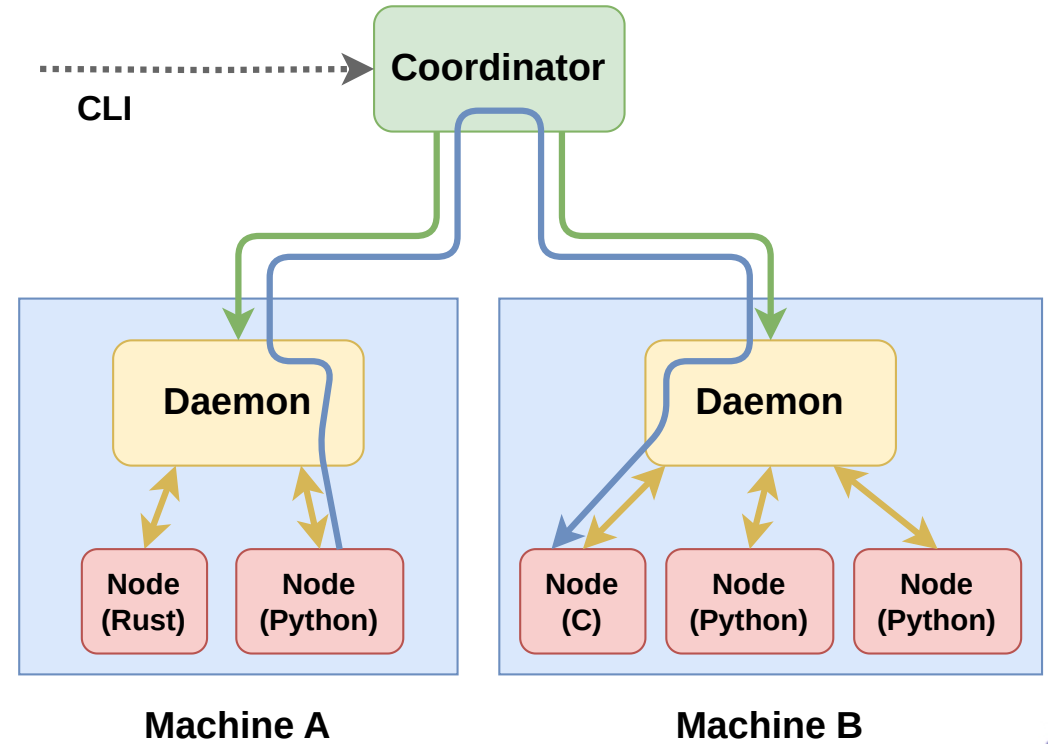 Coordinator
CLI
Daemon
Daemon
Node
(Rust)
Node
(Python)
Node
(C)
Node
(Python)
Node
(Python)
Machine A
Machine B